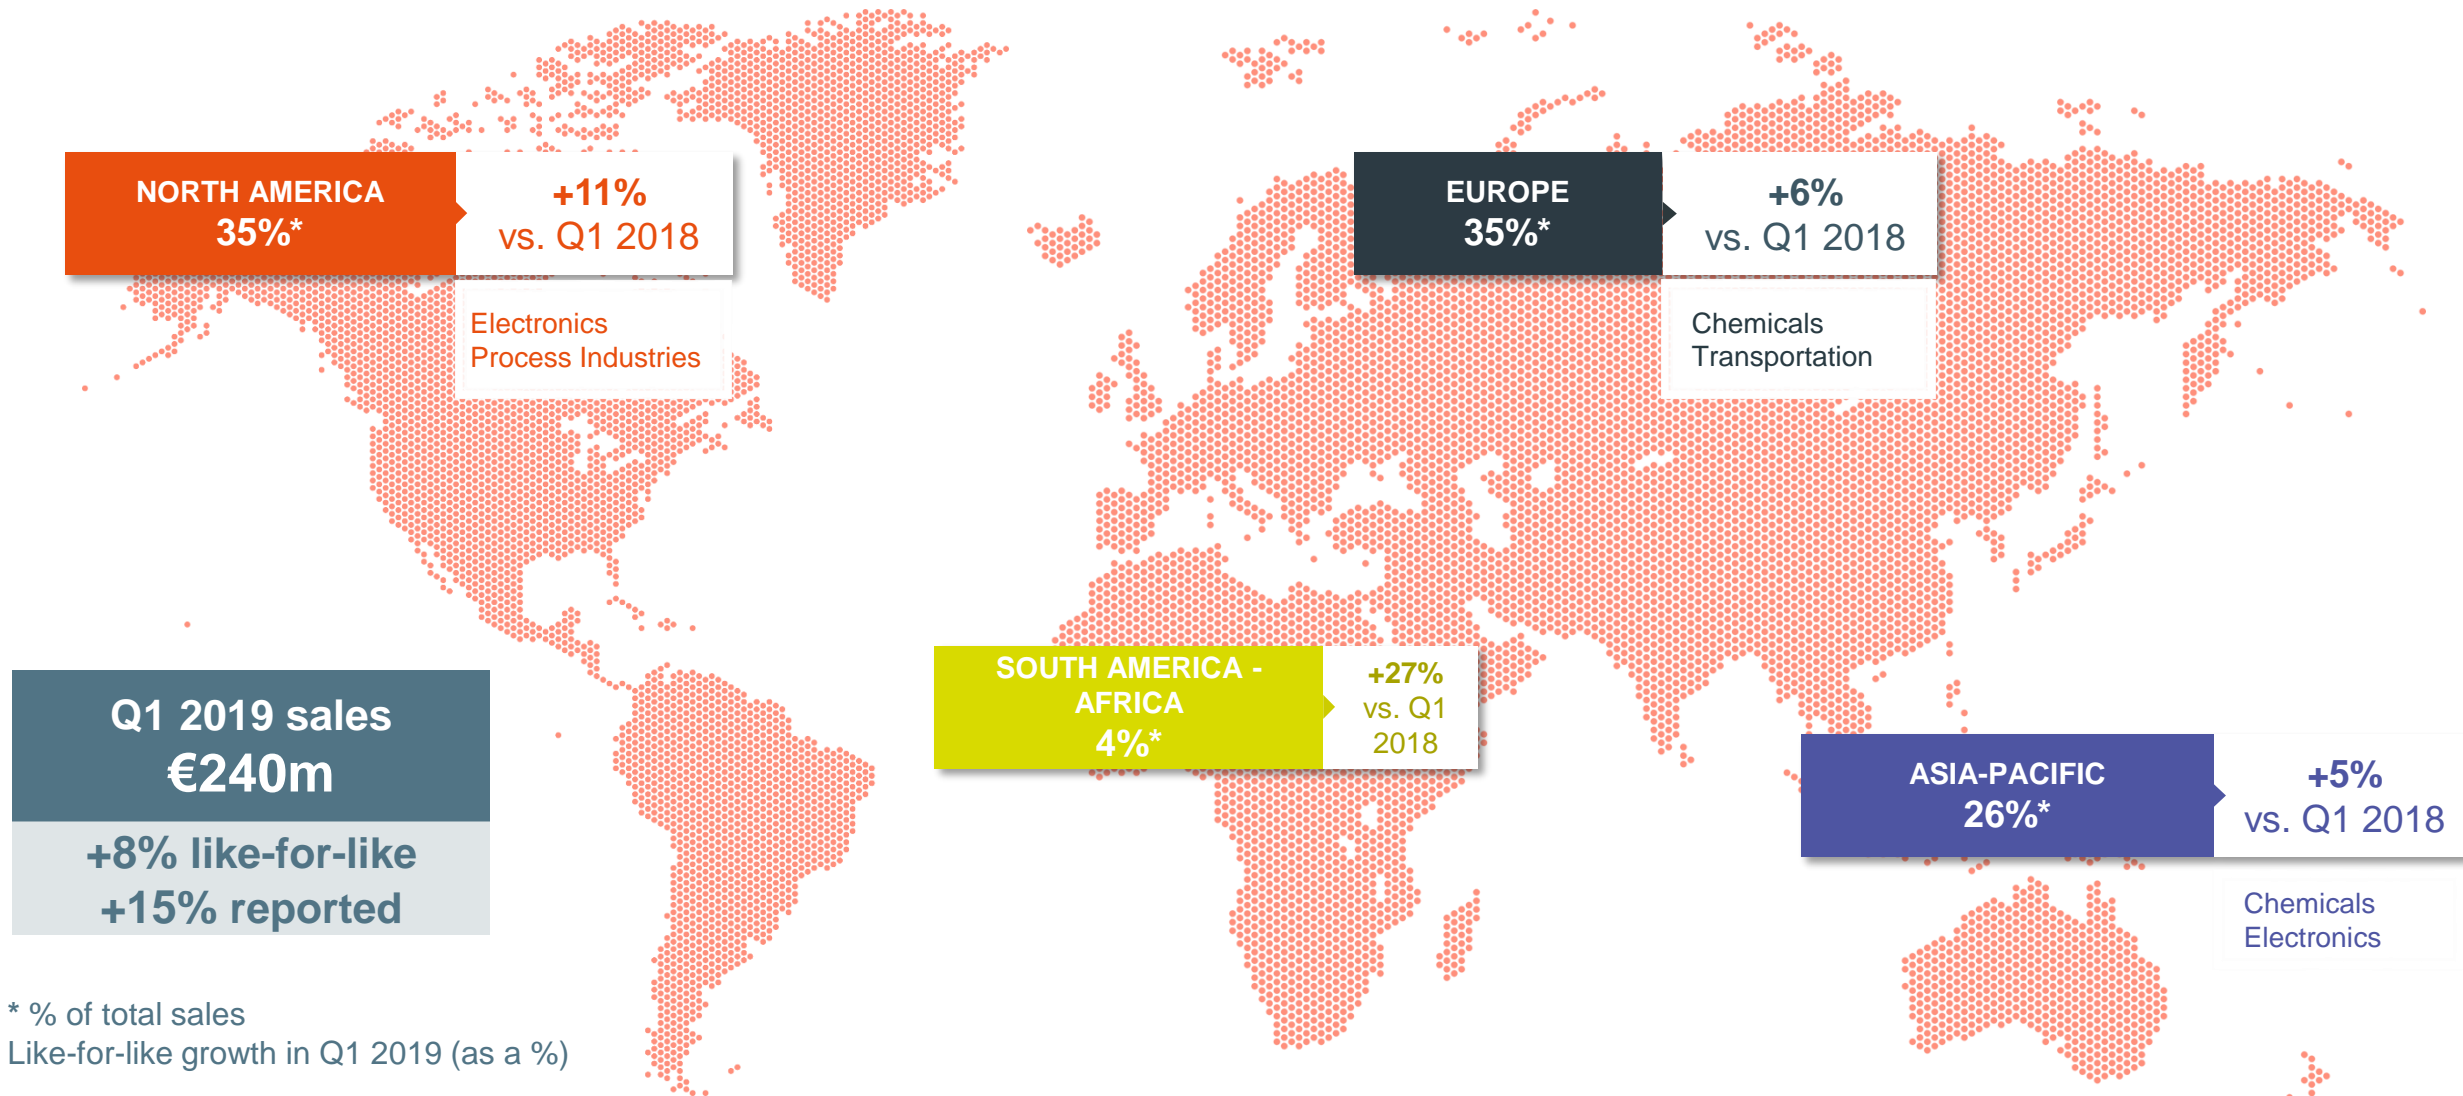 NORTH AMERICA
35%*
+11%
vs. Q1 2018
Electronics
Process Industries
EUROPE
35%*
+6%
vs. Q1 2018
Chemicals
Transportation
SOUTH AMERICA -
AFRICA
4%*
+27%
vs. Q1
2018
Q1 2019 sales
€240m
+8% like-for-like
+15% reported
ASIA-PACIFIC
26%*
+5%
vs. Q1 2018
Chemicals
Electronics
* % of total sales
Like-for-like growth in Q1 2019 (as a %)